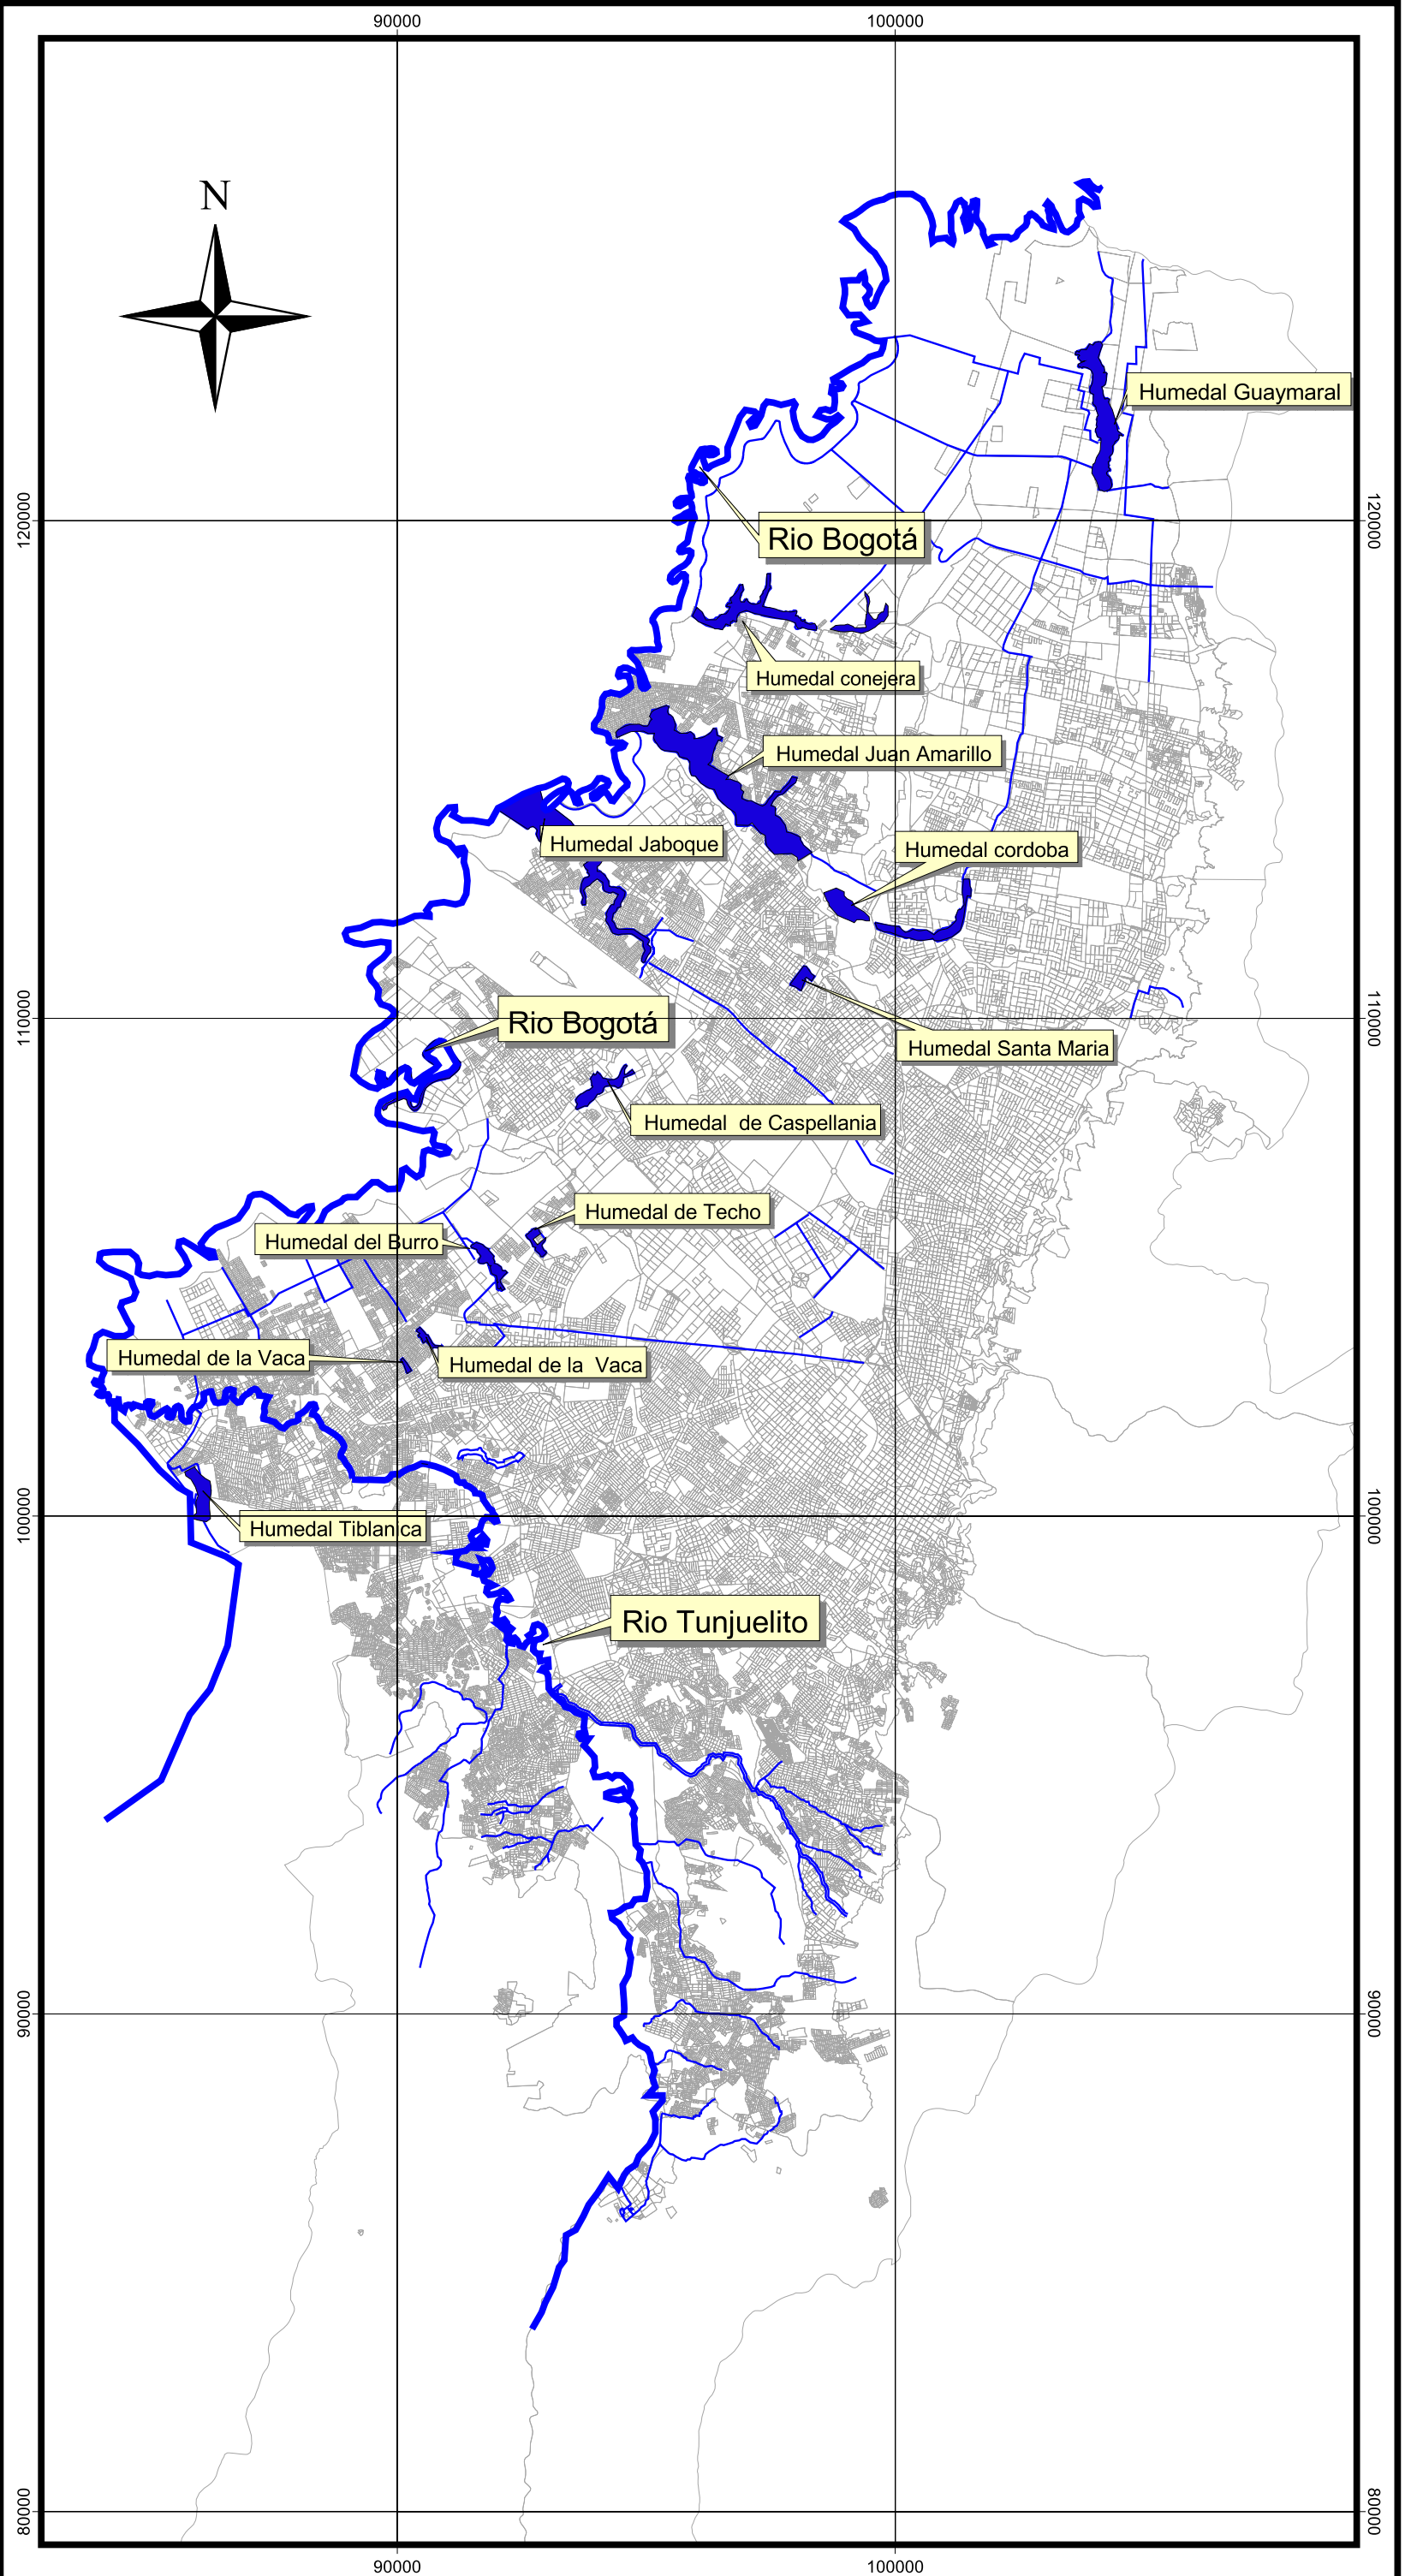 90000 100000
N
Humedal Guaymaral
120000 120000
Rio Bogotá
Humedal conejera
Humedal Juan Amarillo
Humedal Jaboque
Humedal cordoba
110000 110000
Rio Bogotá
Humedal Santa Maria
Humedal de Caspellania
Humedal de Techo
Humedal del Burro
Humedal de la Vaca
Humedal de la Vaca
100000 100000
Humedal Tiblanica
Rio Tunjuelito
90000 90000
80000 80000
90000 100000